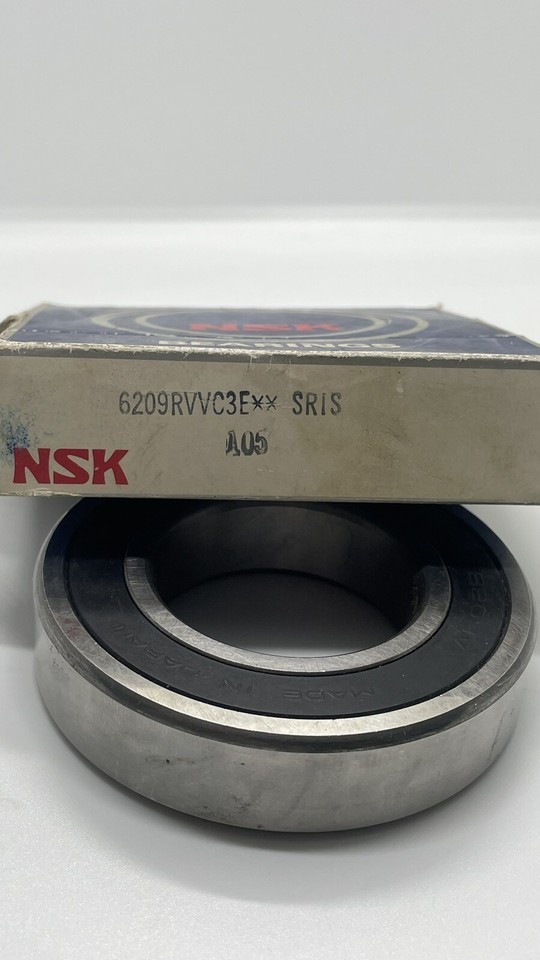 NSK
BEARINGS
6209RVVC3E** SRIS
A05
NSK
MADE IN JAPAN